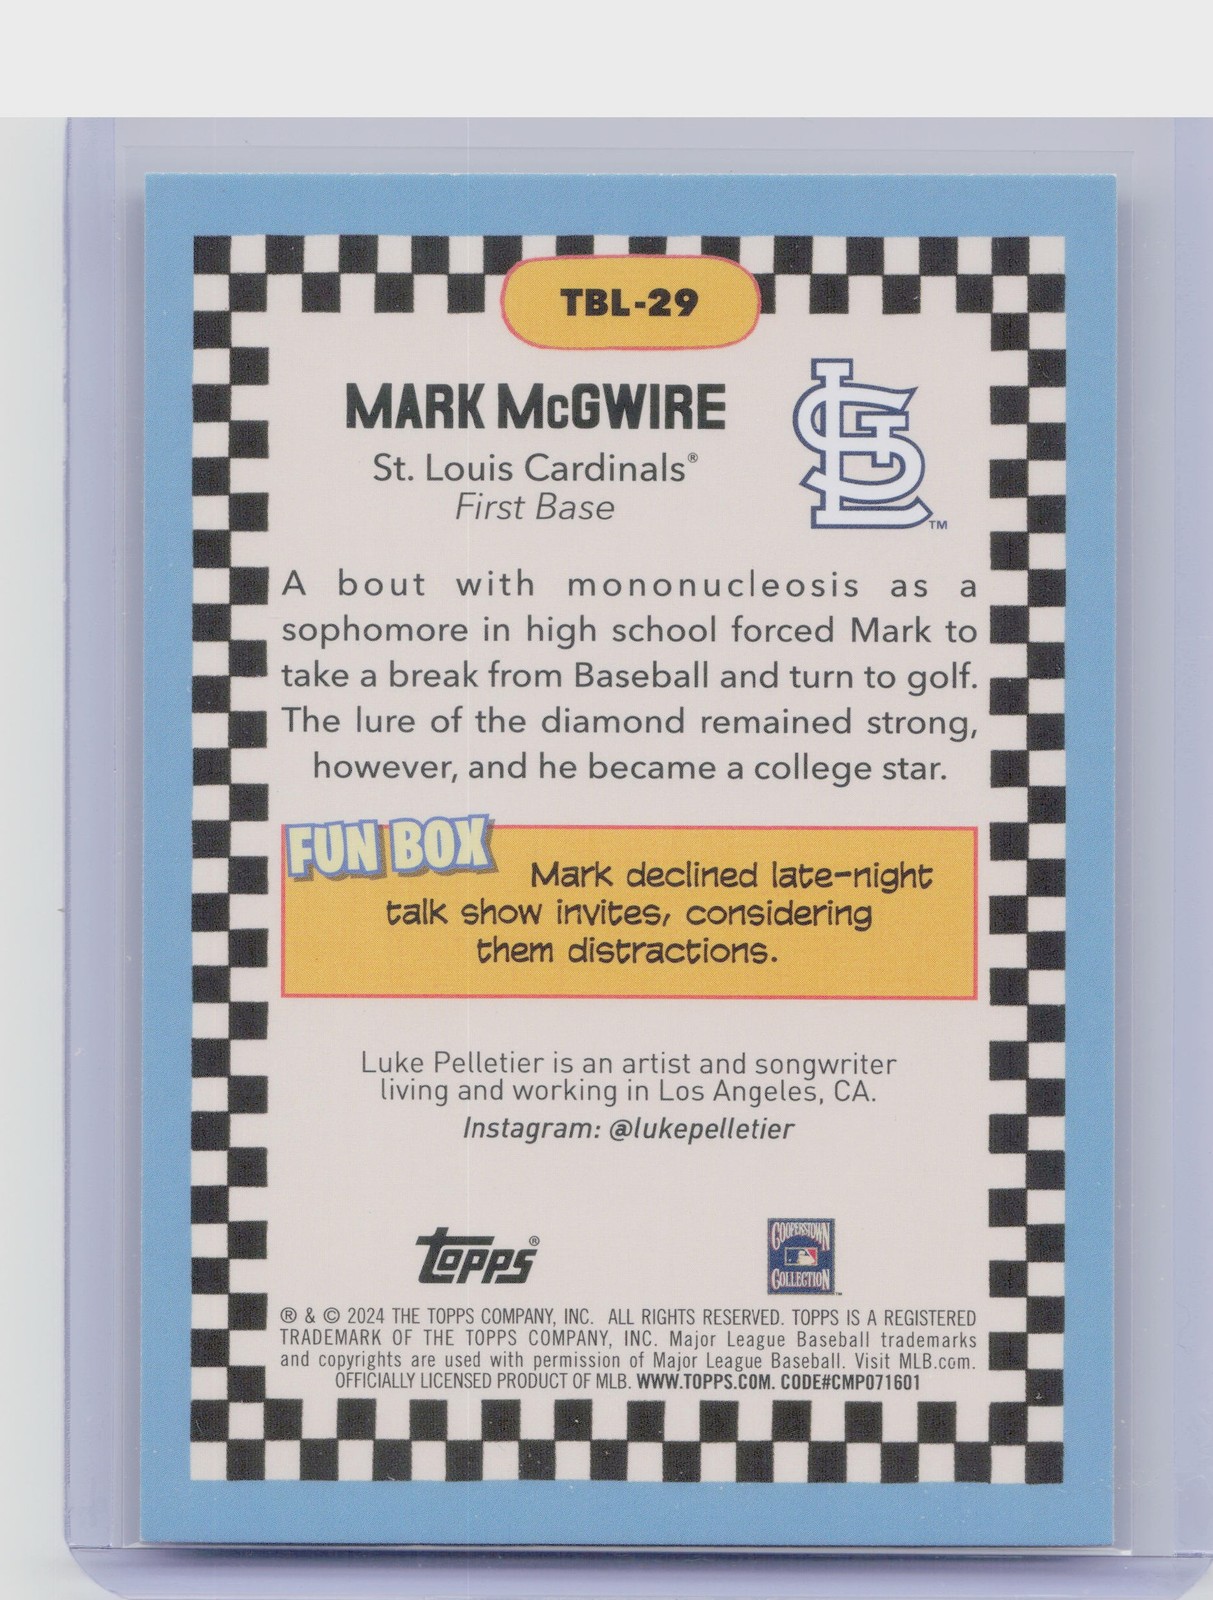 TBL-29
MARK McGWIRE
St. Louis Cardinals®
First Base
STL™
A bout with mononucleosis as a
sophomore in high school forced Mark to
take a break from Baseball and turn to golf.
The lure of the diamond remained strong,
however, and he became a college star.
FUN BOX
Mark declined late-night
talk show invites, considering
them distractions.
Luke Pelletier is an artist and songwriter
living and working in Los Angeles, CA.
Instagram: @lukepelletier
topps®
COOPERSTOWN
COLLECTION™
® & © 2024 THE TOPPS COMPANY, INC. ALL RIGHTS RESERVED. TOPPS IS A REGISTERED
TRADEMARK OF THE TOPPS COMPANY, INC. Major League Baseball trademarks
and copyrights are used with permission of Major League Baseball. Visit MLB.com.
OFFICIALLY LICENSED PRODUCT OF MLB. WWW.TOPPS.COM. CODE#CMP071601